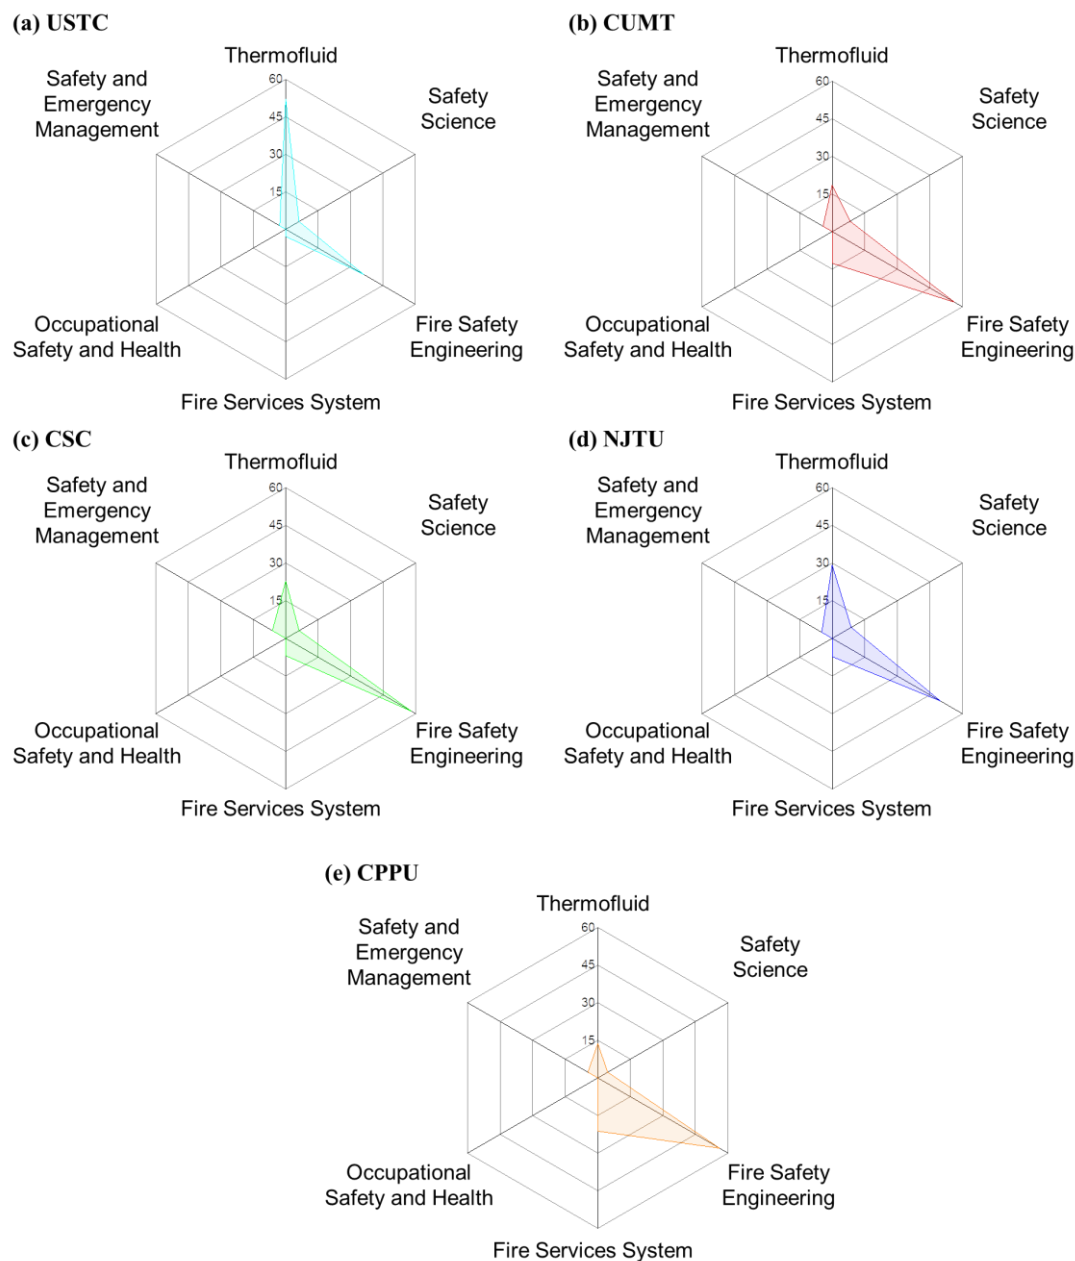 (a) USTC
Thermofluid
Safety and
Emergency
Management
Safety
Science
60
45
30
15
Occupational
Safety and Health
Fire Safety
Engineering
Fire Services System
(b) CUMT
Thermofluid
Safety and
Emergency
Management
Safety
Science
60
45
30
15
Occupational
Safety and Health
Fire Safety
Engineering
Fire Services System
(c) CSC
Thermofluid
Safety and
Emergency
Management
Safety
Science
60
45
30
15
Occupational
Safety and Health
Fire Safety
Engineering
Fire Services System
(d) NJTU
Thermofluid
Safety and
Emergency
Management
Safety
Science
60
45
30
15
Occupational
Safety and Health
Fire Safety
Engineering
Fire Services System
(e) CPPU
Thermofluid
Safety and
Emergency
Management
Safety
Science
60
45
30
15
Occupational
Safety and Health
Fire Safety
Engineering
Fire Services System